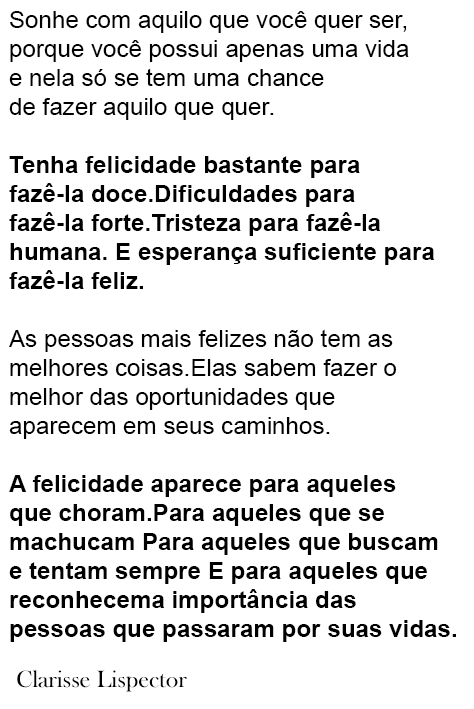 Sonhe com aquilo que você quer ser,
porque você possui apenas uma vida
e nela só se tem uma chance
de fazer aquilo que quer.
Tenha felicidade bastante para
fazê-la doce.Dificuldades para
fazê-la forte.Tristeza para fazê-la
humana. E esperança suficiente para
fazê-la feliz.
As pessoas mais felizes não tem as
melhores coisas.Elas sabem fazer o
melhor das oportunidades que
aparecem em seus caminhos.
A felicidade aparece para aqueles
que choram.Para aqueles que se
machucam Para aqueles que buscam
e tentam sempre E para aqueles que
reconhecema importância das
pessoas que passaram por suas vidas.
Clarisse Lispector